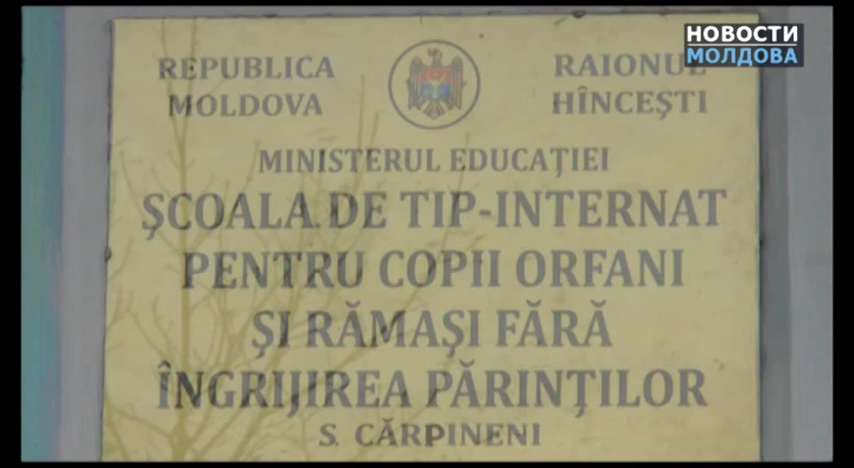 НОВОСТИ
МОЛДОВА
REPUBLICA
MOLDOVA
RAIONUL
HÎNCEŞTI
MINISTERUL EDUCAŢIEI
ŞCOALA DE TIP-INTERNAT
PENTRU COPII ORFANI
ŞI RĂMAŞI FĂRĂ
ÎNGRIJIREA PĂRINŢILOR
S. CĂRPINENI